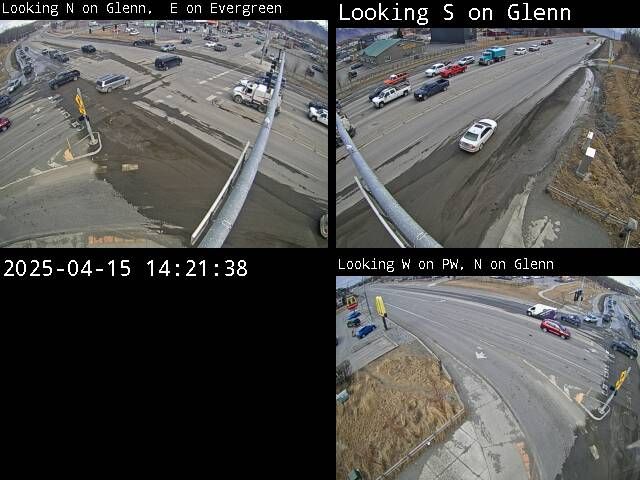 Looking N on Glenn,  E on Evergreen
Looking S on Glenn
2025-04-15 14:21:38
Looking W on PW, N on Glenn